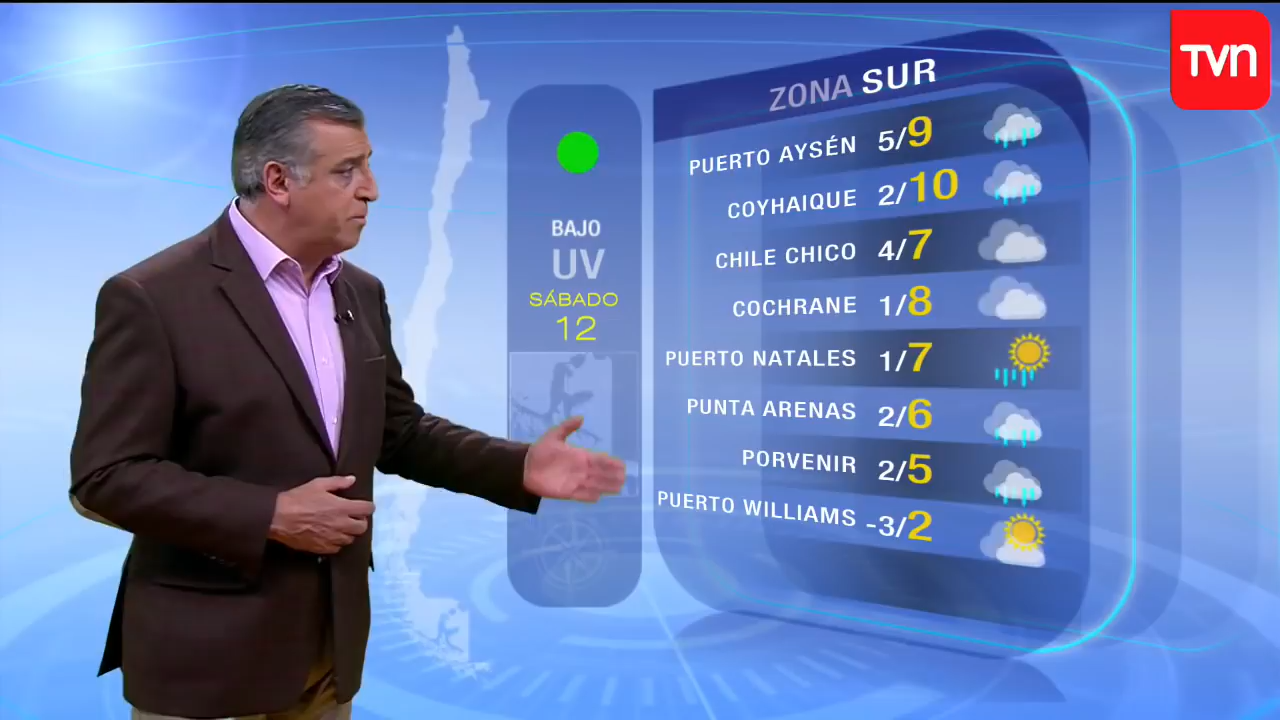 TVN
ZONA SUR
BAJO
UV
SÁBADO
12
PUERTO AYSÉN 5/9
COYHAIQUE 2/10
CHILE CHICO 4/7
COCHRANE 1/8
PUERTO NATALES 1/7
PUNTA ARENAS 2/6
PORVENIR 2/5
PUERTO WILLIAMS -3/2